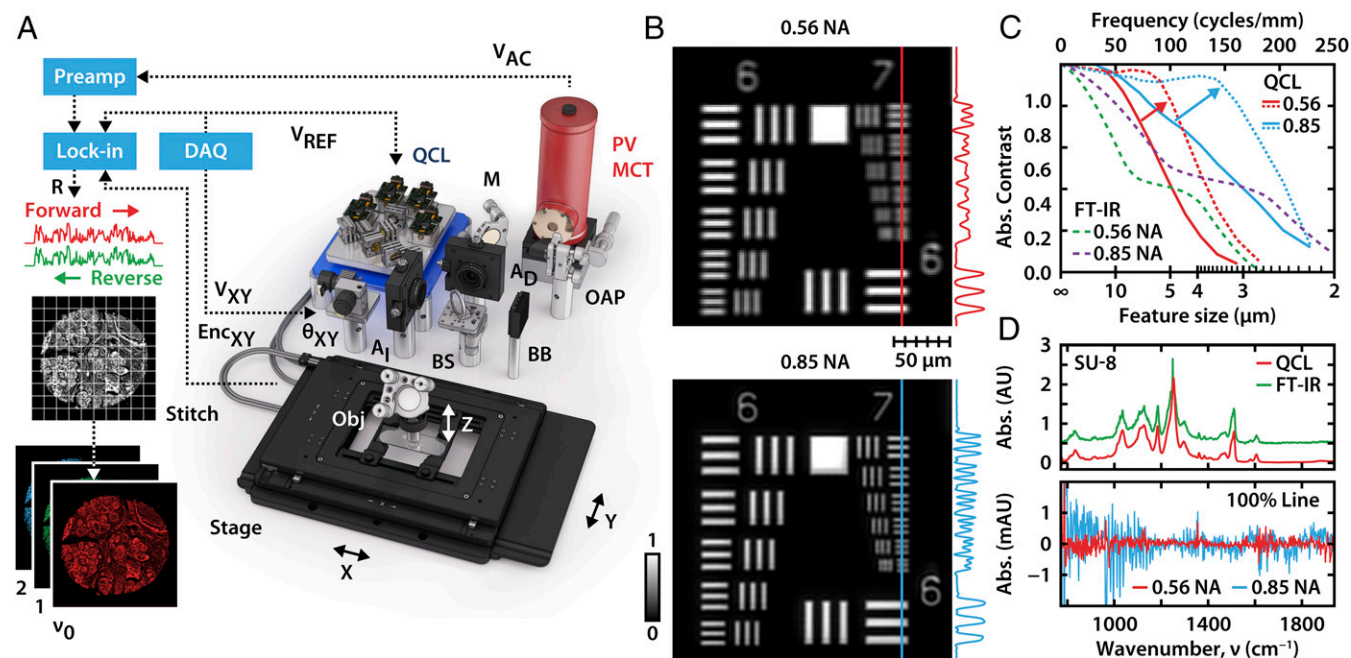 A
Preamp
V_AC
Lock-in
DAQ
V_REF
R
Forward
Reverse
QCL
M
PV
MCT
V_XY
Enc_XY
θ_XY
A_I
BS
A_D
BB
OAP
Stitch
Obj
Z
Stage
X
Y
2
1
ν_0
B
0.56 NA
6 7
6
50 µm
0.85 NA
6 7
6
1
0
C
Frequency (cycles/mm)
0 50 100 150 200 250
QCL
0.56
0.85
Abs. Contrast
1.0
0.8
0.6
0.4
0.2
0.0
FT-IR
0.56 NA
0.85 NA
∞ 10 5 4 3 2
Feature size (µm)
D
SU-8
QCL
FT-IR
Abs. (AU)
3
2
1
0
100% Line
Abs. (mAU)
1
0
−1
0.56 NA 0.85 NA
1000 1400 1800
Wavenumber, ν (cm⁻¹)